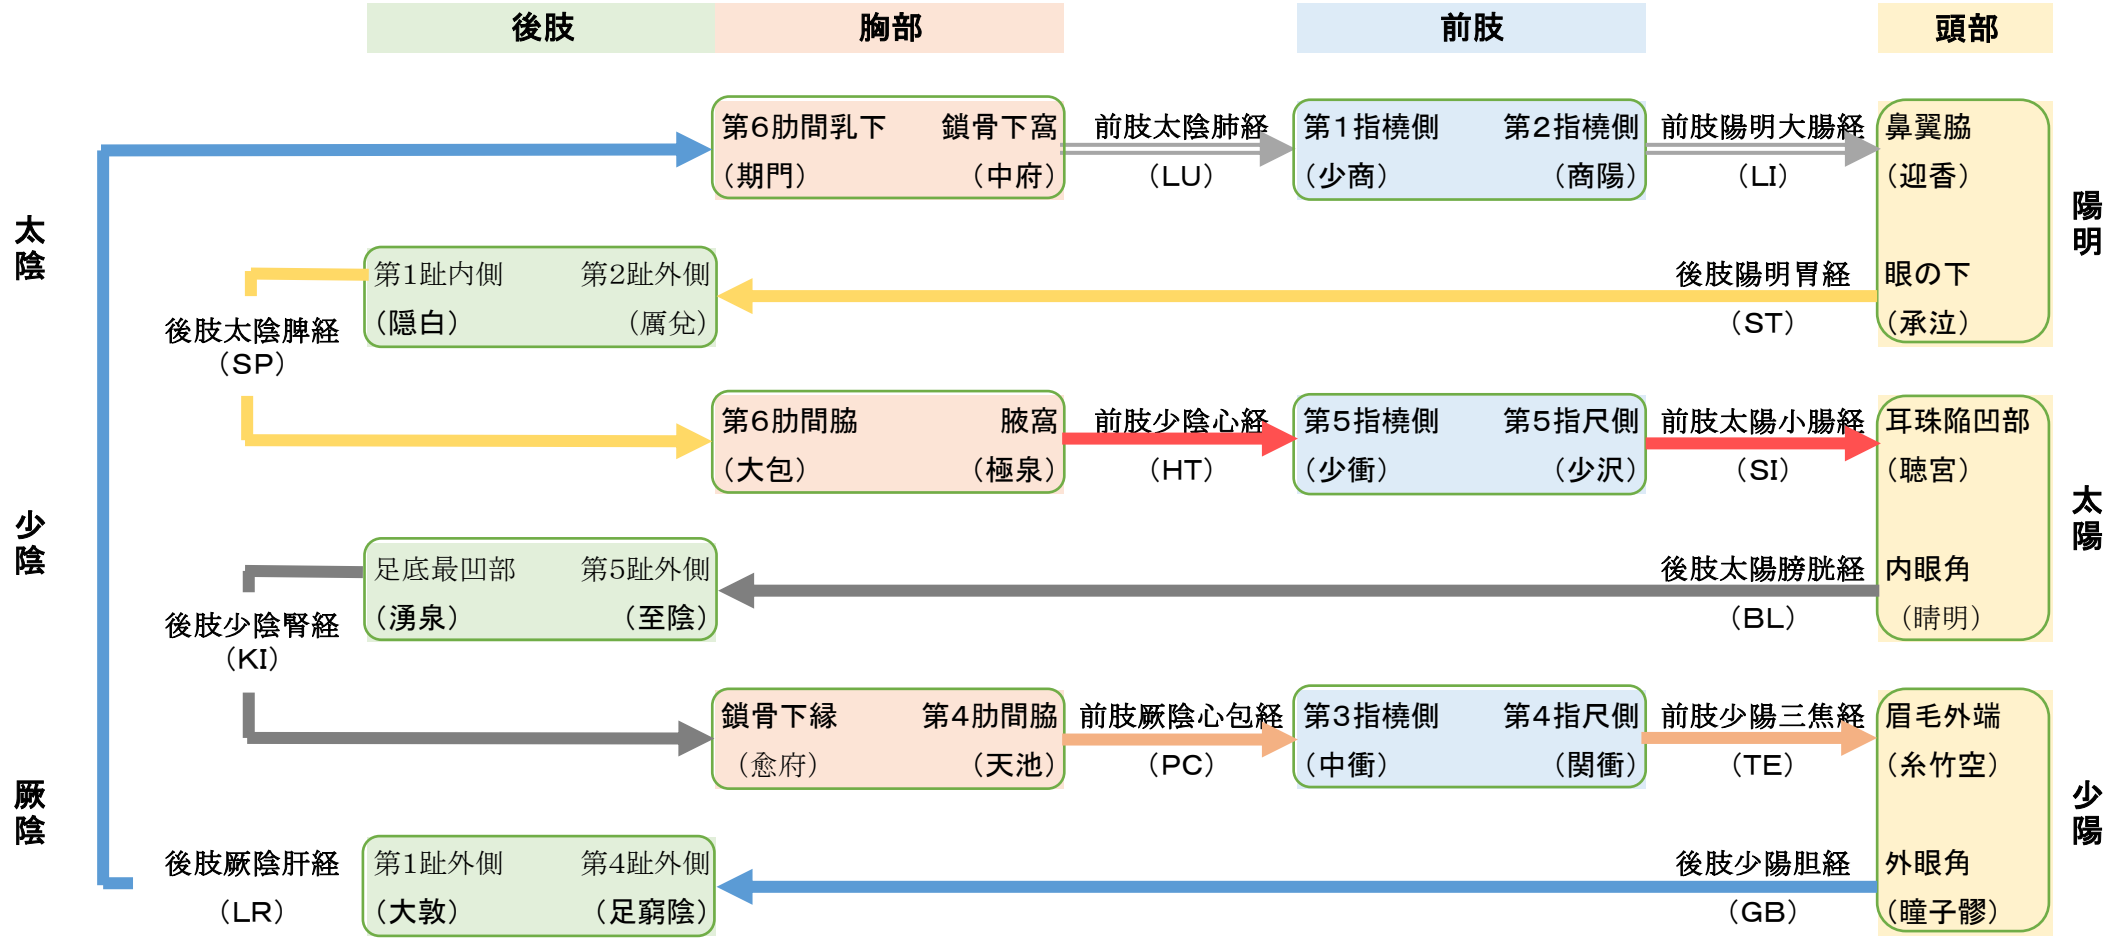 後肢 胸部 前肢 頭部
第6肋間乳下 鎖骨下窩 前肢太陰肺経 第1指橈側 第2指橈側 前肢陽明大腸経 鼻翼脇
（期門） （中府） （LU） （少商） （商陽） （LI） （迎香）
太陰
陽明
第1趾内側 第2趾外側 後肢陽明胃経 眼の下
（隠白） （厲兌） （ST） （承泣）
後肢太陰脾経
（SP）
第6肋間脇 腋窩 前肢少陰心経 第5指橈側 第5指尺側 前肢太陽小腸経 耳珠陥凹部
（大包） （極泉） （HT） （少衝） （少沢） （SI） （聴宮）
少陰
太陽
足底最凹部 第5趾外側 後肢太陽膀胱経 内眼角
（湧泉） （至陰） （BL） （睛明）
後肢少陰腎経
（KI）
鎖骨下縁 第4肋間脇 前肢厥陰心包経 第3指橈側 第4指尺側 前肢少陽三焦経 眉毛外端
（愈府） （天池） （PC） （中衝） （関衝） （TE） （糸竹空）
厥陰
少陽
後肢厥陰肝経 第1趾外側 第4趾外側 後肢少陽胆経 外眼角
（LR） （大敦） （足窮陰） （GB） （瞳子髎）